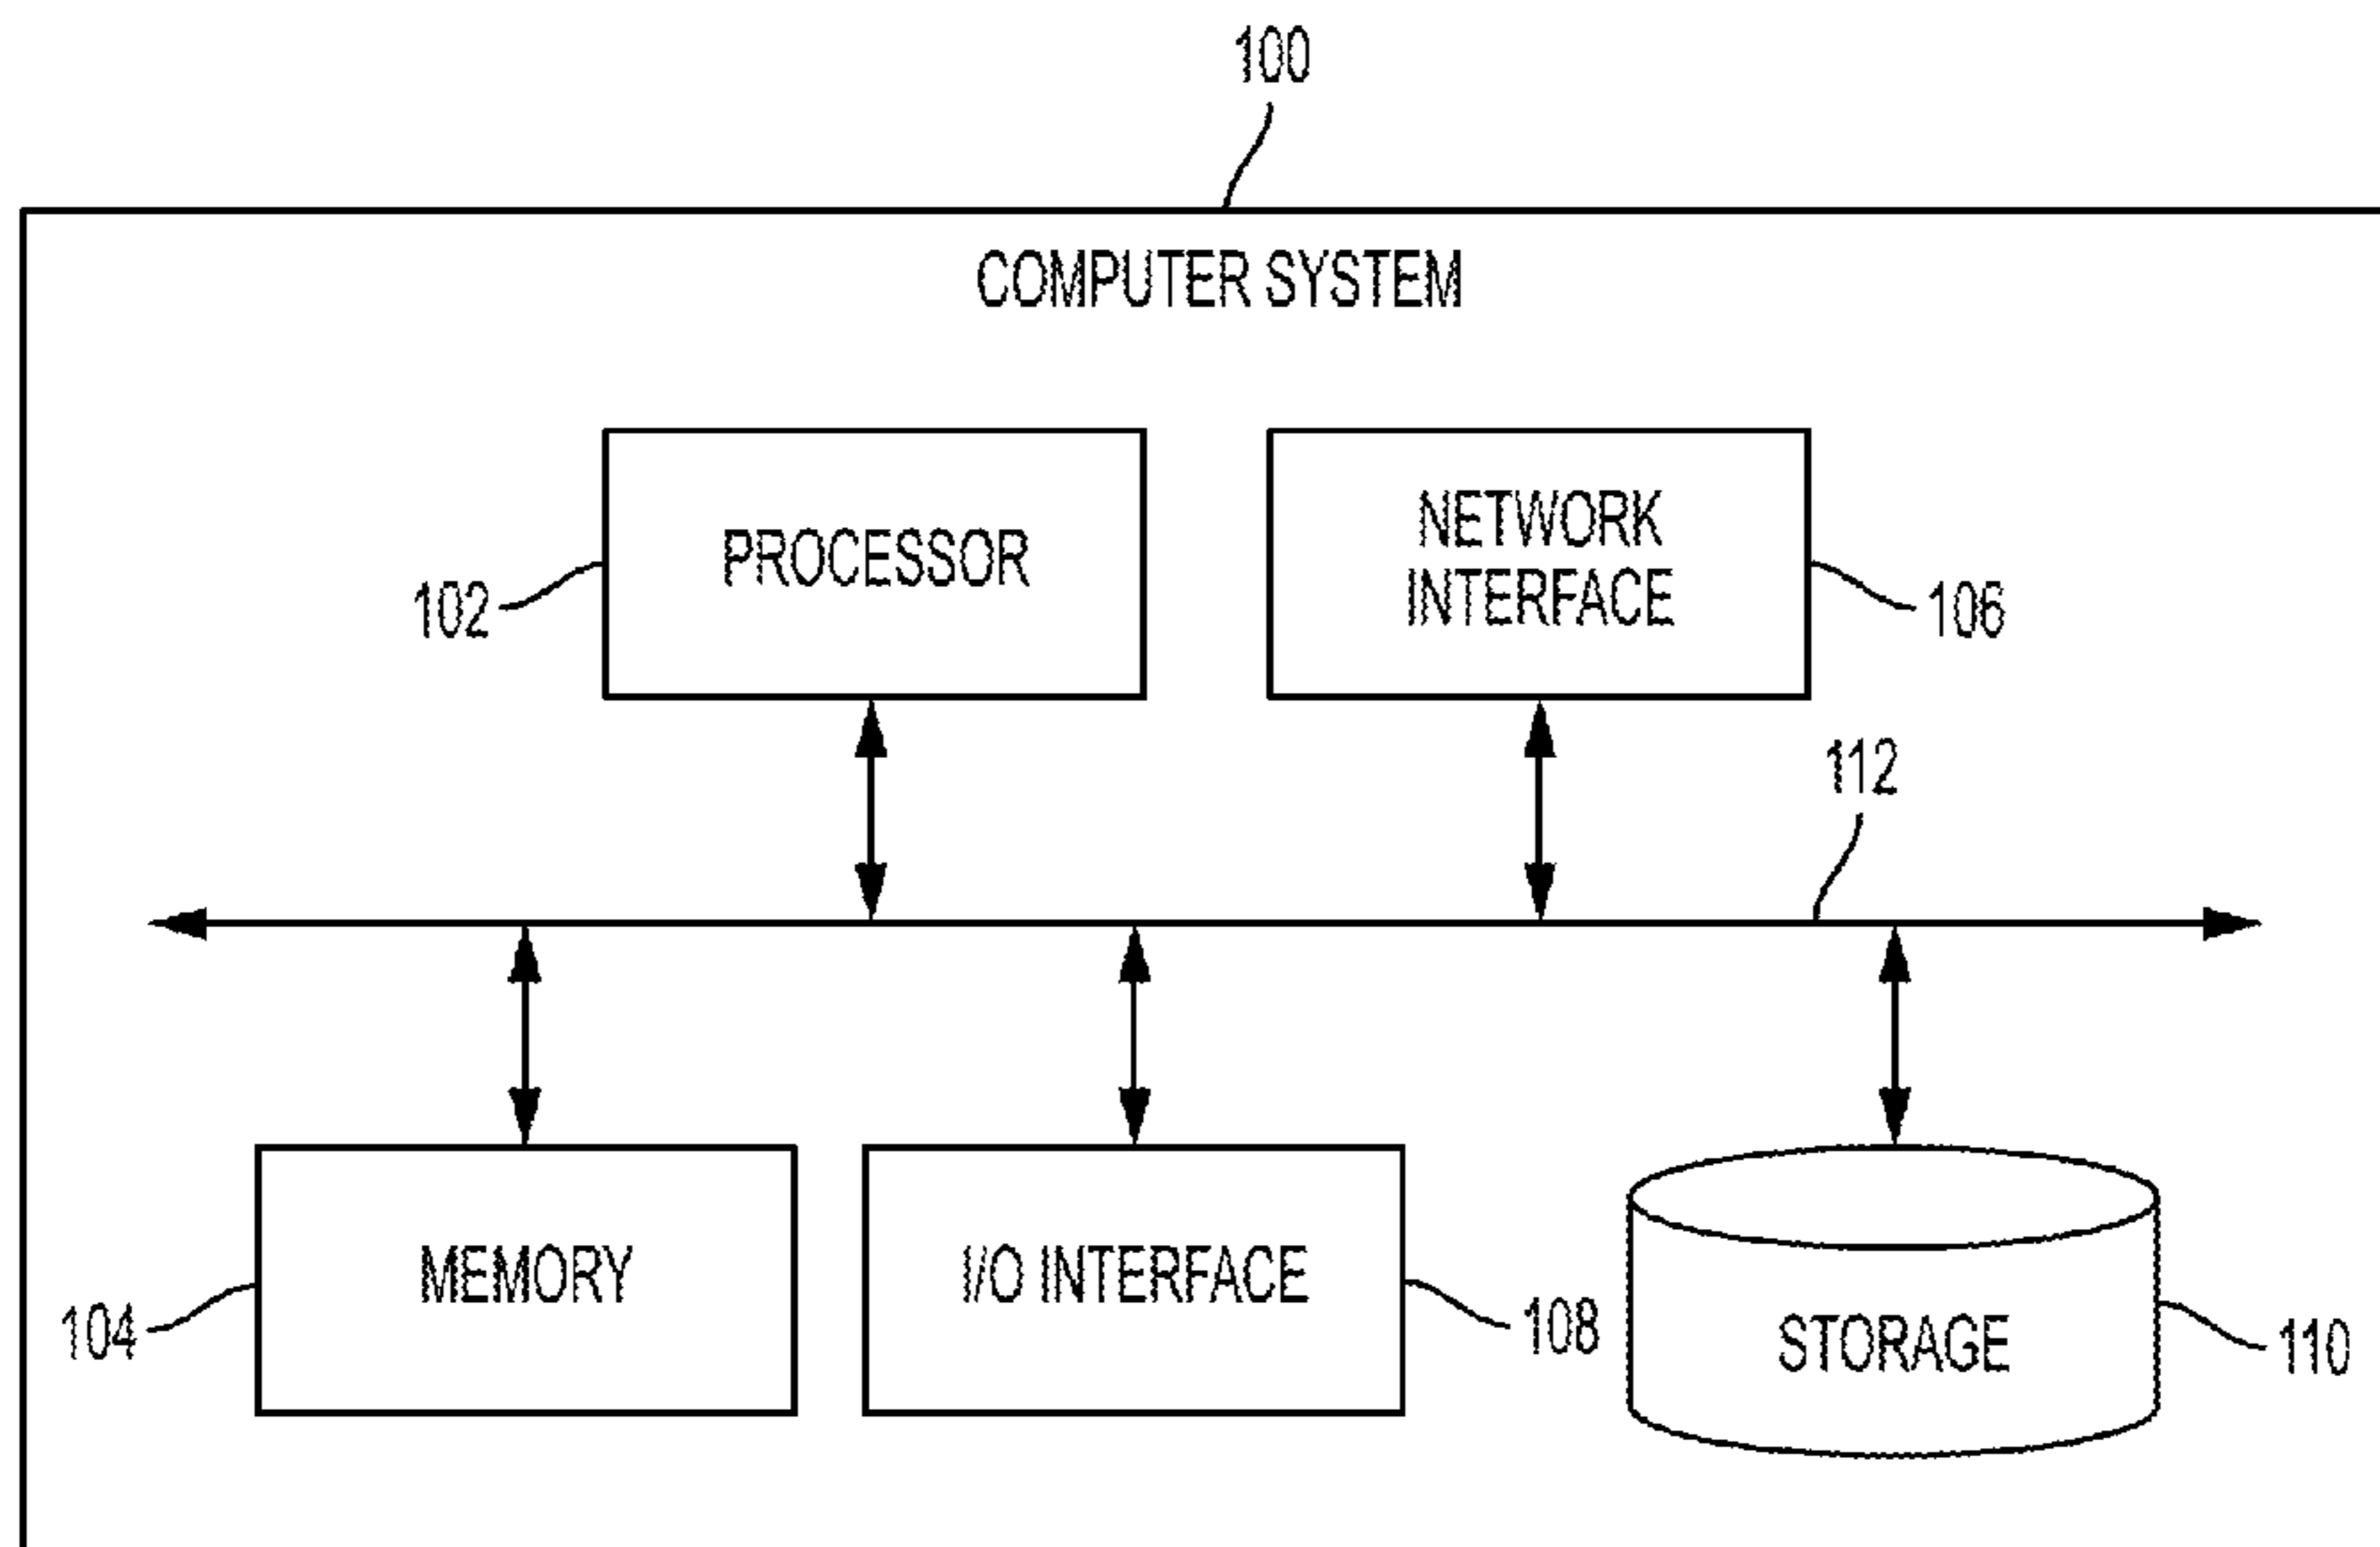 100
COMPUTER SYSTEM
PROCESSOR
NETWORK
INTERFACE
102
106
112
MEMORY
I/O INTERFACE
STORAGE
104
108
110